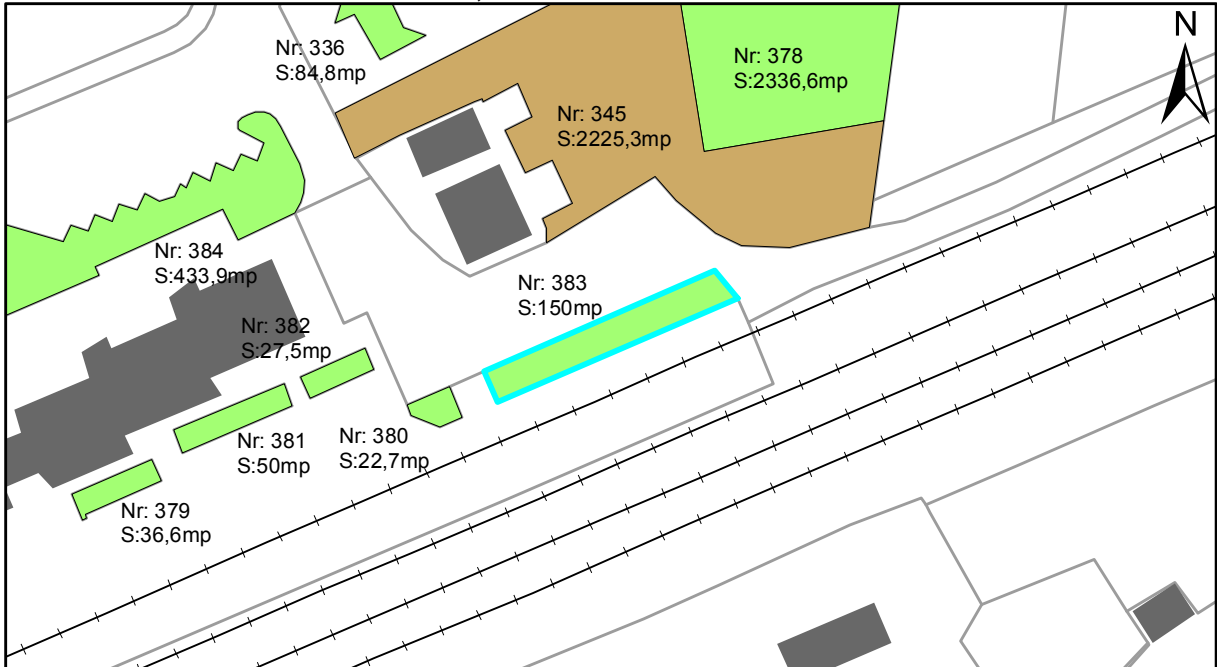 N
Nr: 336
S:84,8mp
Nr: 378
S:2336,6mp
Nr: 345
S:2225,3mp
Nr: 384
S:433,9mp
Nr: 383
S:150mp
Nr: 382
S:27,5mp
Nr: 381
S:50mp
Nr: 380
S:22,7mp
Nr: 379
S:36,6mp